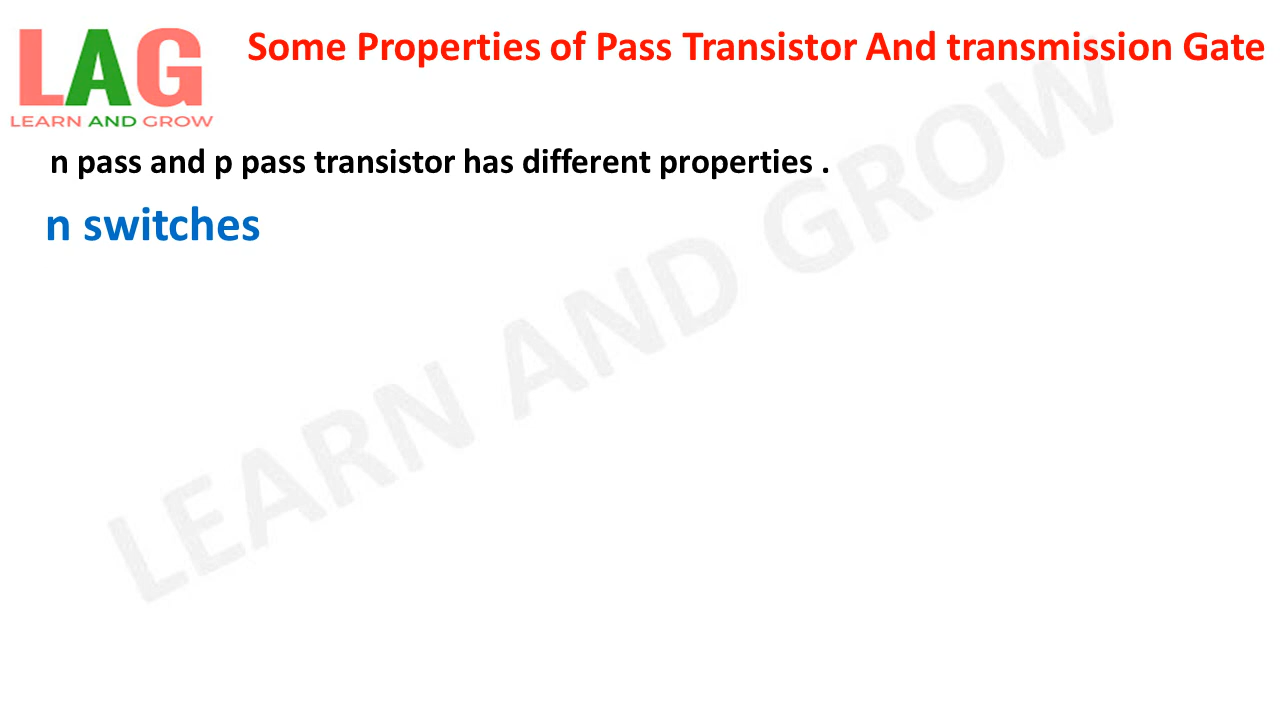 LAG
LEARN AND GROW
Some Properties of Pass Transistor And transmission Gate
n pass and p pass transistor has different properties .
n switches
LEARN AND GROW